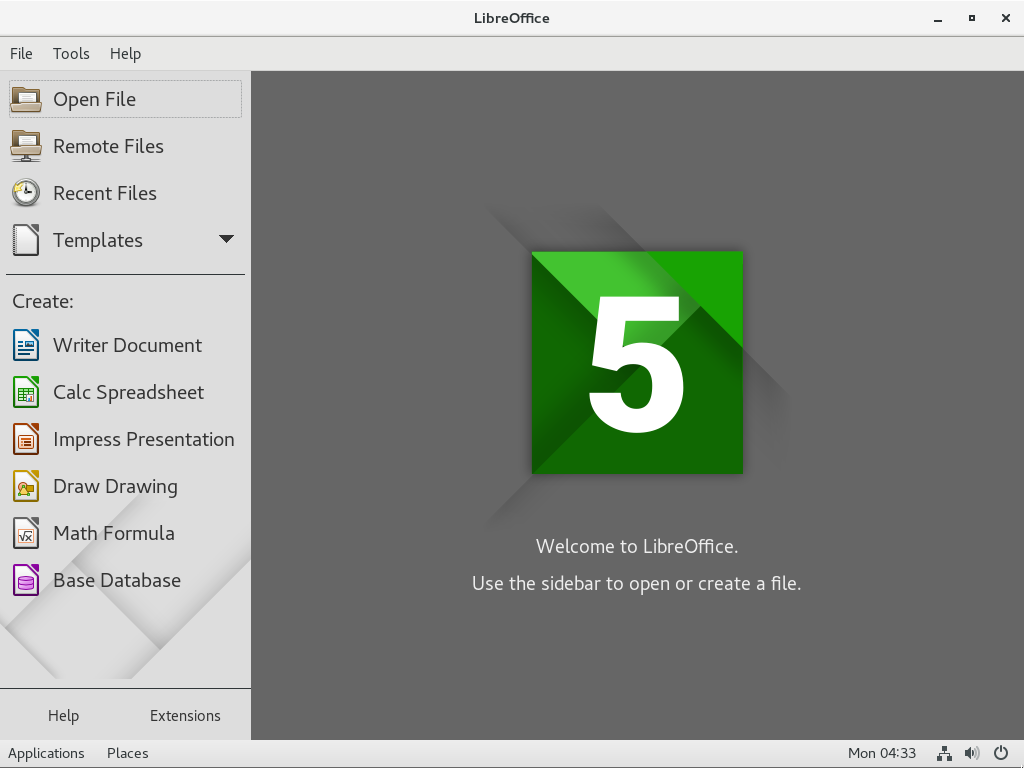 LibreOffice
File Tools Help
Open File
Remote Files
Recent Files
Templates
Create:
Writer Document
Calc Spreadsheet
Impress Presentation
Draw Drawing
Math Formula
Base Database
Help Extensions
5
Welcome to LibreOffice.
Use the sidebar to open or create a file.
Applications Places Mon 04:33